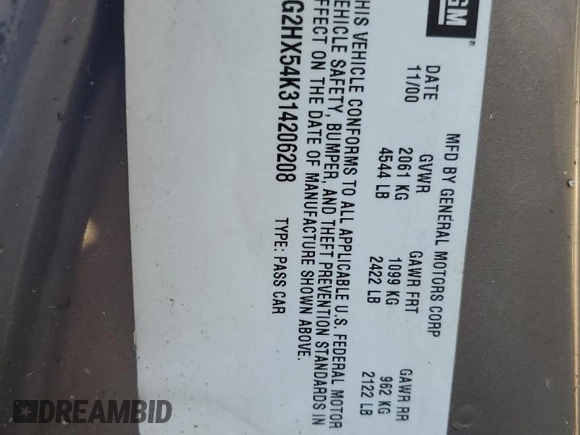 GM
MFD BY GENERAL MOTORS CORP
DATE GVWR GAWR FRT GAWR RR
11/00 2061 KG 1099 KG 962 KG
4544 LB 2422 LB 2122 LB
THIS VEHICLE CONFORMS TO ALL APPLICABLE U.S. FEDERAL MOTOR
VEHICLE SAFETY, BUMPER, AND THEFT PREVENTION STANDARDS IN
EFFECT ON THE DATE OF MANUFACTURE SHOWN ABOVE.
G2HX54K314206208 TYPE: PASS CAR
DREAMBID